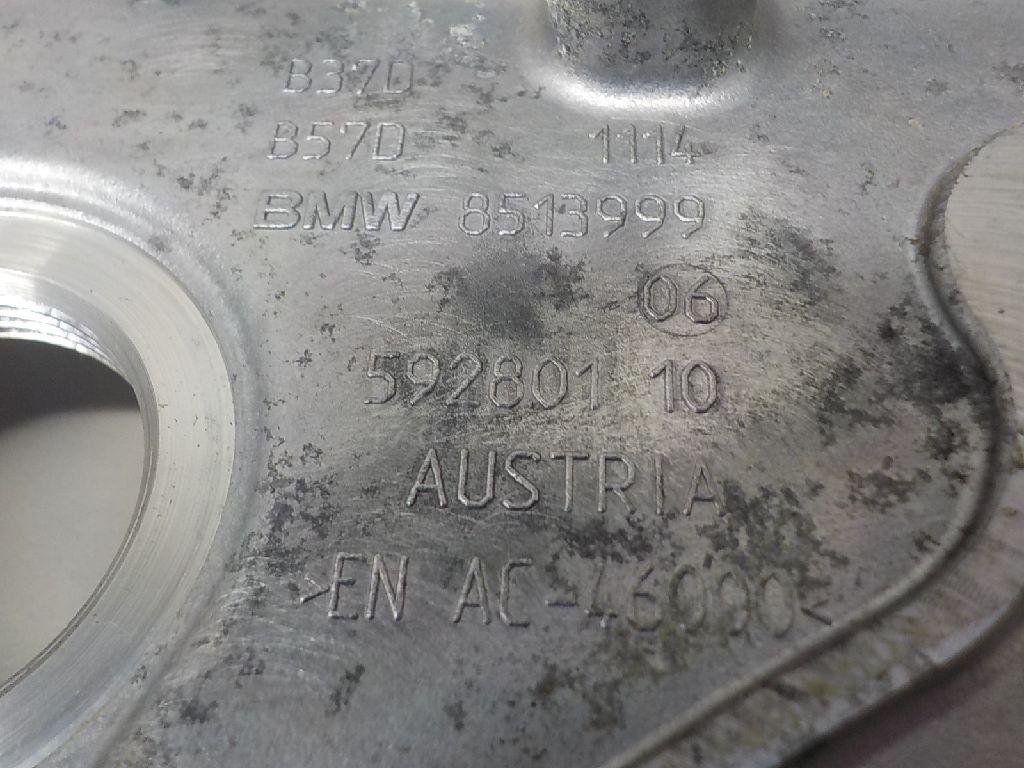 B37D
B57D 1114
BMW 8513999
06
592801 10
AUSTRIA
>EN AC-46000<